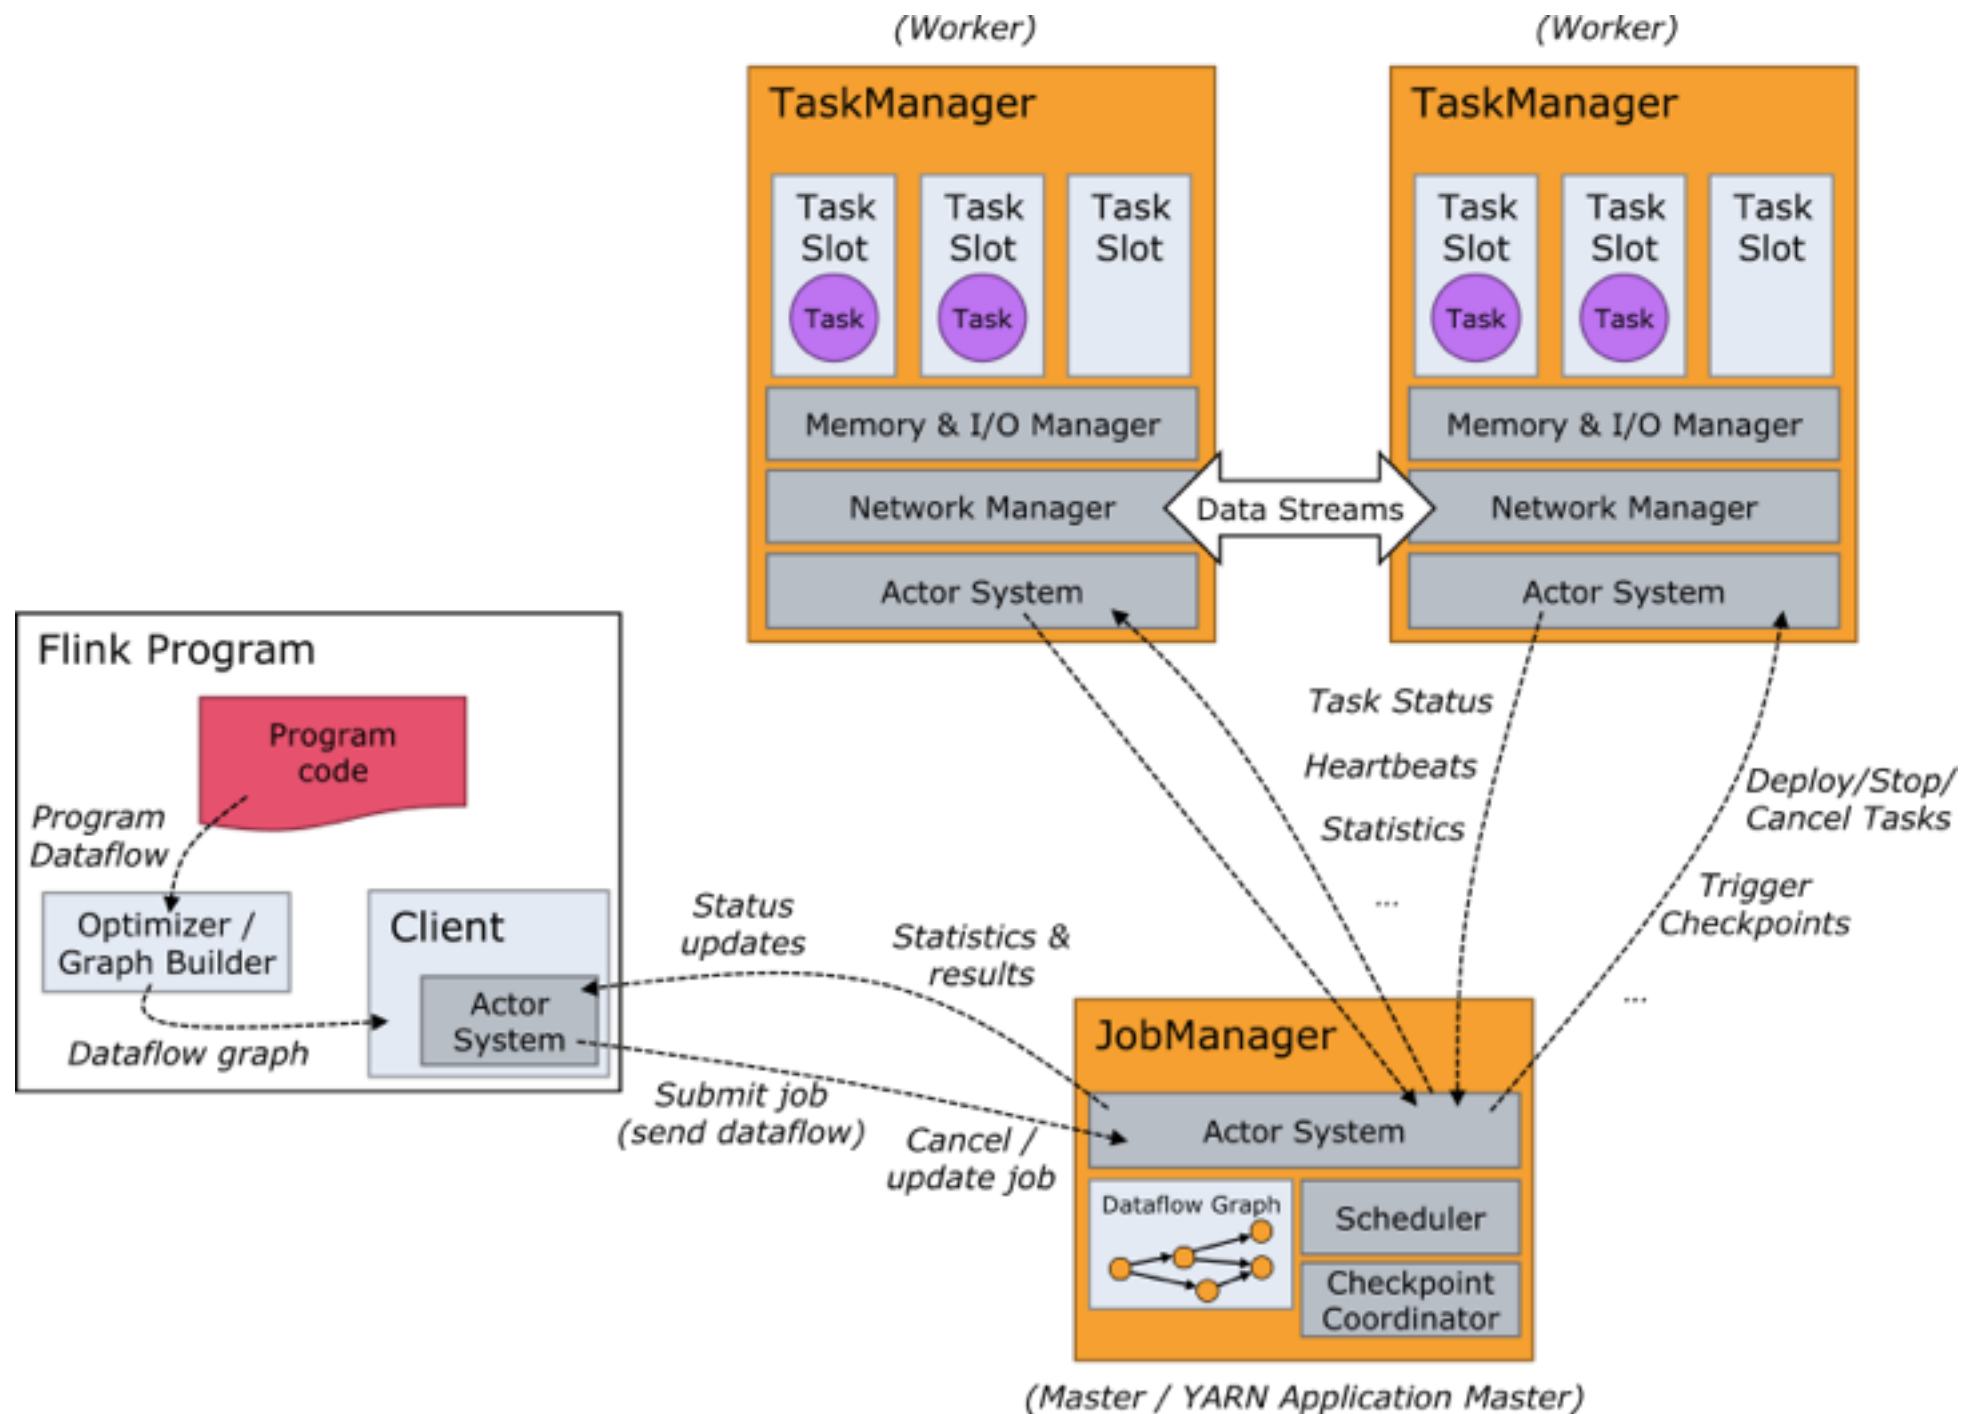 (Worker)
(Worker)
TaskManager
Task
Slot
Task
Task
Slot
Task
Task
Slot
Memory & I/O Manager
Network Manager
Actor System
Data Streams
TaskManager
Task
Slot
Task
Task
Slot
Task
Task
Slot
Memory & I/O Manager
Network Manager
Actor System
Flink Program
Program
code
Program
Dataflow
Optimizer /
Graph Builder
Dataflow graph
Client
Actor
System
Status
updates
Statistics &
results
Submit job
(send dataflow)
Cancel /
update job
Task Status
Heartbeats
Statistics
...
Deploy/Stop/
Cancel Tasks
Trigger
Checkpoints
...
JobManager
Actor System
Dataflow Graph
Scheduler
Checkpoint
Coordinator
(Master / YARN Application Master)